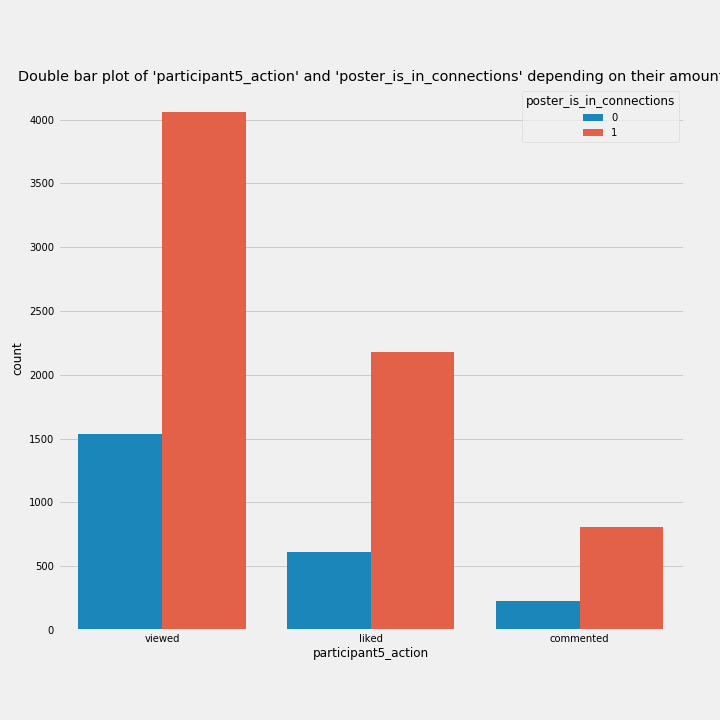 Double bar plot of 'participant5_action' and 'poster_is_in_connections' depending on their amount
poster_is_in_connections
0
1
4000
3500
3000
2500
2000
1500
1000
500
0
count
viewed
liked
commented
participant5_action